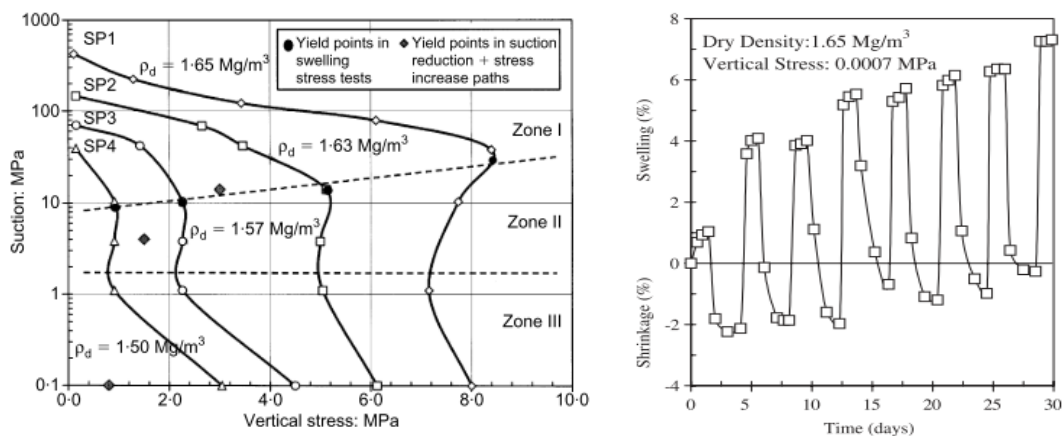 1000
100
10
1
0·1
Suction: MPa
SP1
SP2
SP3
SP4
ρd = 1·65 Mg/m³
ρd = 1·63 Mg/m³
ρd = 1·57 Mg/m³
ρd = 1·50 Mg/m³
Yield points in
swelling
stress tests
Yield points in suction
reduction + stress
increase paths
Zone I
Zone II
Zone III
0·0 2·0 4·0 6·0 8·0 10·0
Vertical stress: MPa
Dry Density:1.65 Mg/m³
Vertical Stress: 0.0007 MPa
8
6
4
2
0
-2
-4
Swelling (%)
Shrinkage (%)
0 5 10 15 20 25 30
Time (days)